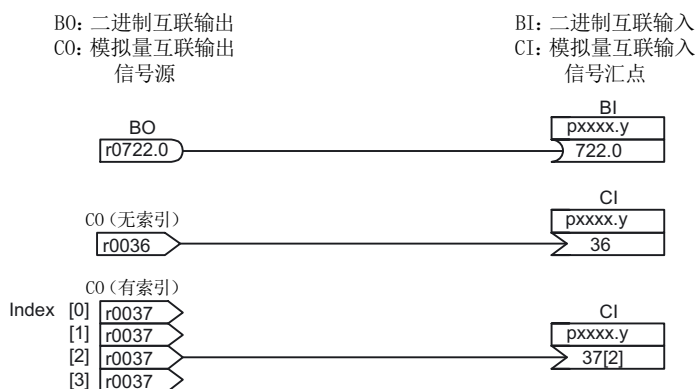 BO: 二进制互联输出
CO: 模拟量互联输出
信号源
BI: 二进制互联输入
CI: 模拟量互联输入
信号汇点
BO
r0722.0
BI
pxxxx.y
722.0
CO(无索引)
r0036
CI
pxxxx.y
36
CO(有索引)
Index [0] r0037
[1] r0037
[2] r0037
[3] r0037
CI
pxxxx.y
37[2]